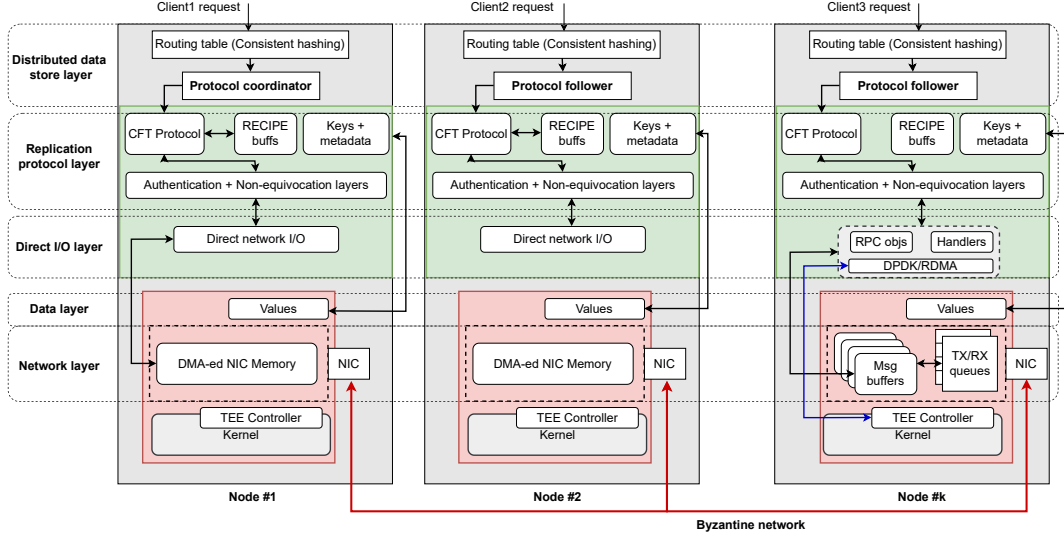 Client1 request
Client2 request
Client3 request
Distributed data
store layer
Routing table (Consistent hashing)
Protocol coordinator
Routing table (Consistent hashing)
Protocol follower
Routing table (Consistent hashing)
Protocol follower
Replication
protocol layer
CFT Protocol
RECIPE
buffs
Keys +
metadata
Authentication + Non-equivocation layers
CFT Protocol
RECIPE
buffs
Keys +
metadata
Authentication + Non-equivocation layers
CFT Protocol
RECIPE
buffs
Keys +
metadata
Authentication + Non-equivocation layers
Direct I/O layer
Direct network I/O
Direct network I/O
RPC objs
Handlers
DPDK/RDMA
Data layer
Values
Values
Values
Network layer
DMA-ed NIC Memory
NIC
DMA-ed NIC Memory
NIC
Msg
buffers
TX/RX
queues
NIC
TEE Controller
Kernel
TEE Controller
Kernel
TEE Controller
Kernel
Node #1
Node #2
Node #k
Byzantine network